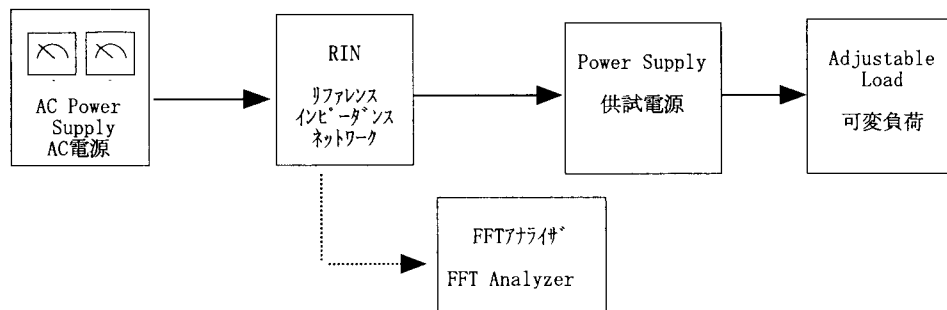 AC Power
Supply
AC電源
RIN
リファレンス
インピーダンス
ネットワーク
Power Supply
供試電源
Adjustable
Load
可変負荷
FFTアナライザ
FFT Analyzer